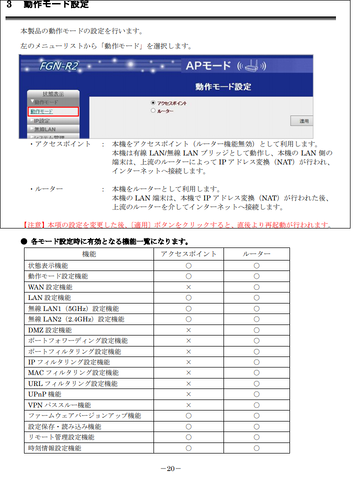 3 動作モード設定
本製品の動作モードの設定を行います。
左のメニューリストから「動作モード」を選択します。
FGN-R2
APモード
状態表示
動作モード
動作モード
IP設定
無線LAN
動作モード設定
アクセスポイント
ルーター
適用
・アクセスポイント : 本機をアクセスポイント（ルーター機能無効）として利用します。
本機は有線 LAN/無線 LAN ブリッジとして動作し、本機の LAN 側の
端末は、上流のルーターによって IP アドレス変換（NAT）が行われ、
インターネットへ接続します。
・ルーター : 本機をルーターとして利用します。
本機の LAN 端末は、本機で IP アドレス変換（NAT）が行われた後、
上流のルーターを介してインターネットへ接続します。
【注意】本項の設定を変更した後、「適用」ボタンをクリックすると、直後より再起動が行われます。
● 各モード設定時に有効となる機能一覧になります。
機能 アクセスポイント ルーター
状態表示機能 ○ ○
動作モード設定機能 ○ ○
WAN 設定機能 × ○
LAN 設定機能 ○ ○
無線 LAN1（5GHz）設定機能 ○ ○
無線 LAN2（2.4GHz）設定機能 ○ ○
DMZ 設定機能 × ○
ポートフォワーディング設定機能 × ○
ポートフィルタリング設定機能 × ○
IP フィルタリング設定機能 × ○
MAC フィルタリング設定機能 × ○
URL フィルタリング設定機能 × ○
UPnP 機能 × ○
VPN パススルー機能 × ○
ファームウェアバージョンアップ機能 ○ ○
設定保存・読み込み機能 ○ ○
リモート管理設定機能 ○ ○
時刻情報設定機能 ○ ○
－20－